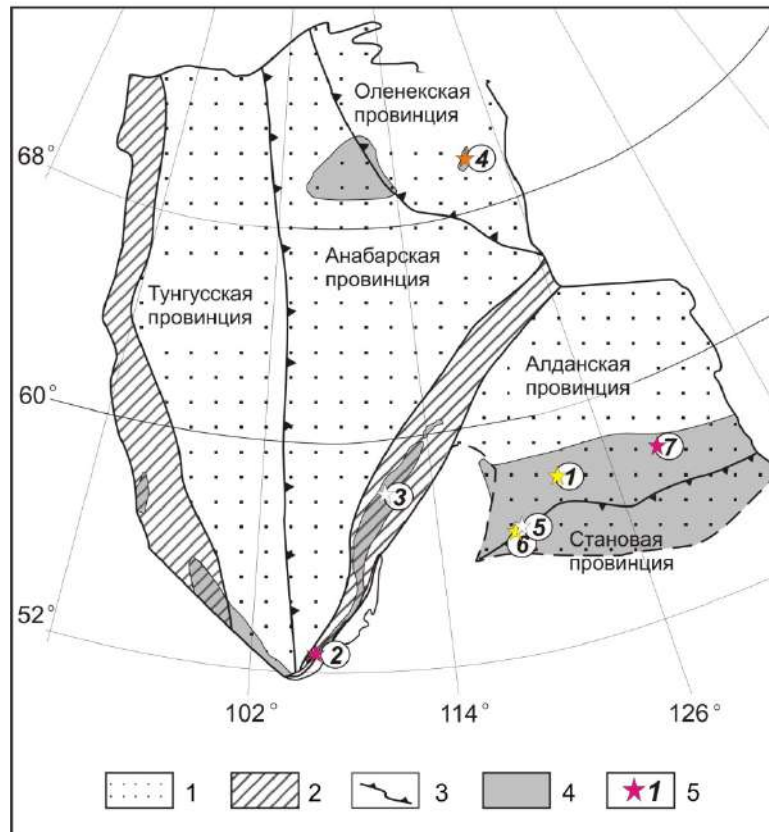 Оленекская
провинция
68°
4
Анабарская
провинция
Тунгусская
провинция
Алданская
провинция
60°
7
1
3
5
6
Становая
провинция
52°
2
102°
114°
126°
1
2
3
4
1
5